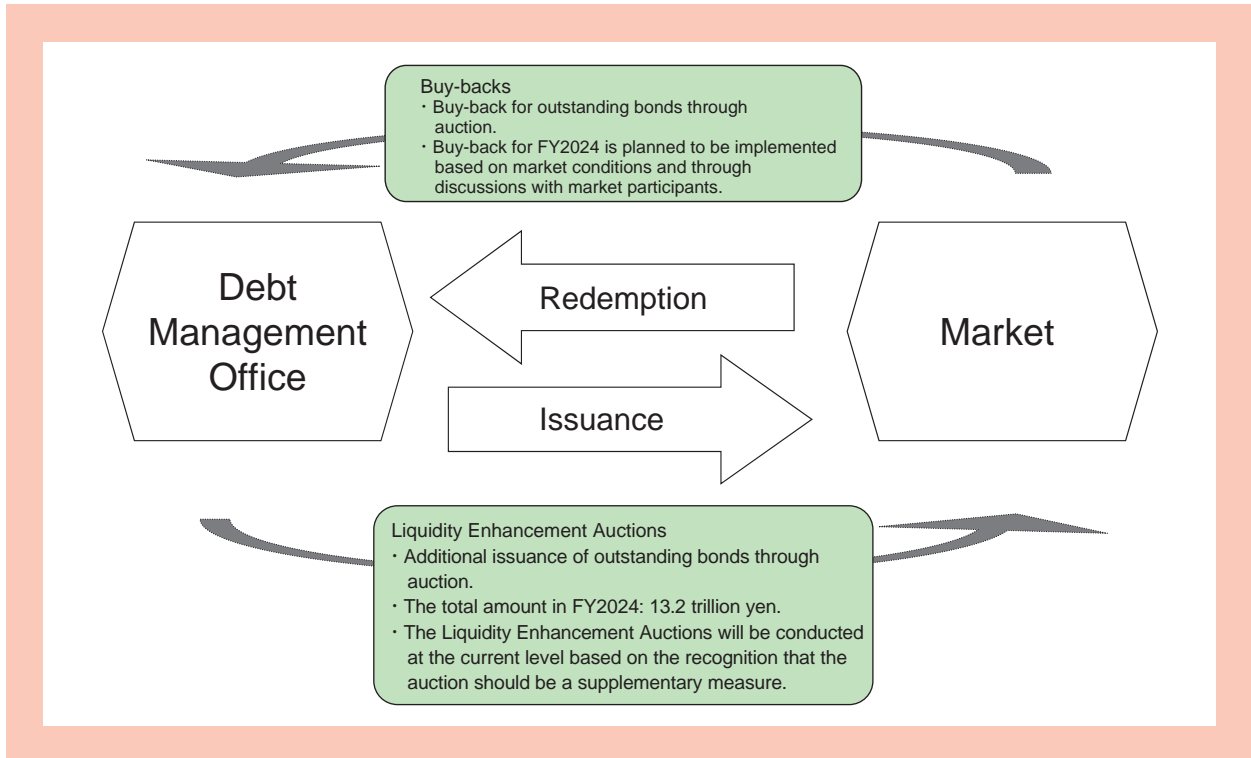 Buy-backs
・Buy-back for outstanding bonds through
auction.
・Buy-back for FY2024 is planned to be implemented
based on market conditions and through
discussions with market participants.
Debt
Management
Office
Redemption
Issuance
Market
Liquidity Enhancement Auctions
・Additional issuance of outstanding bonds through
auction.
・The total amount in FY2024: 13.2 trillion yen.
・The Liquidity Enhancement Auctions will be conducted
at the current level based on the recognition that the
auction should be a supplementary measure.